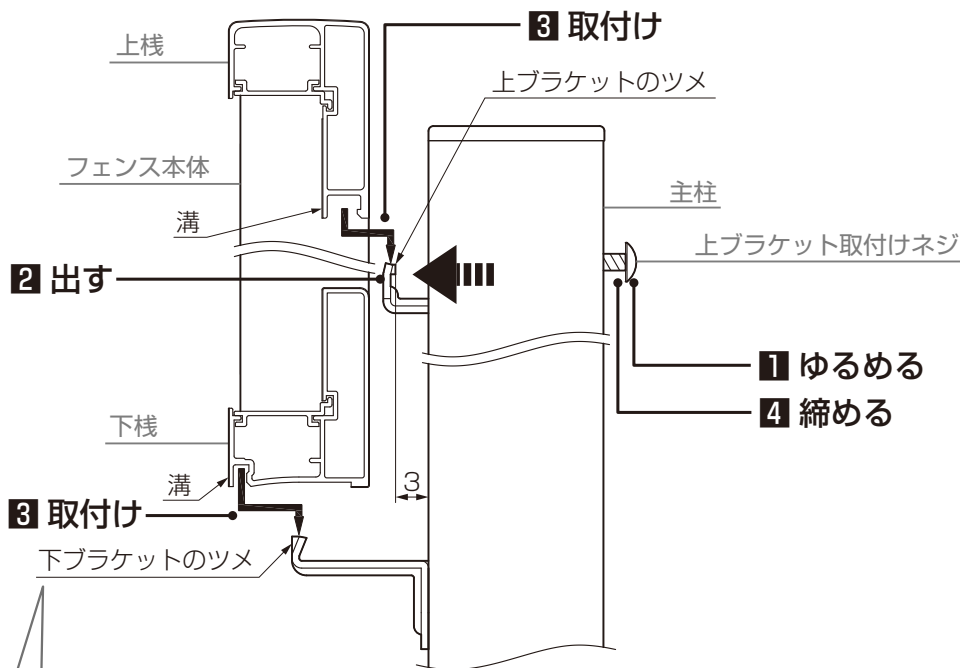 3 取付け
上桟
上ブラケットのツメ
フェンス本体
主柱
溝
上ブラケット取付けネジ
2 出す
1 ゆるめる
4 締める
下桟
溝
3
3 取付け
下ブラケットのツメ